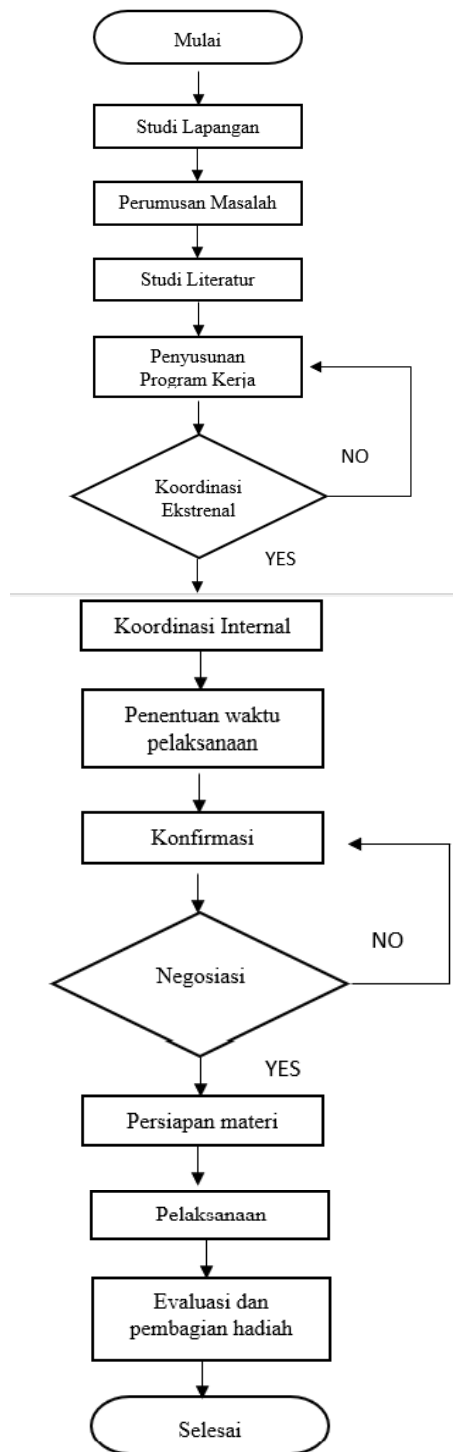 Mulai
Studi Lapangan
Perumusan Masalah
Studi Literatur
Penyusunan
Program Kerja
NO
Koordinasi
Ekstrenal
YES
Koordinasi Internal
Penentuan waktu
pelaksanaan
Konfirmasi
NO
Negosiasi
YES
Persiapan materi
Pelaksanaan
Evaluasi dan
pembagian hadiah
Selesai